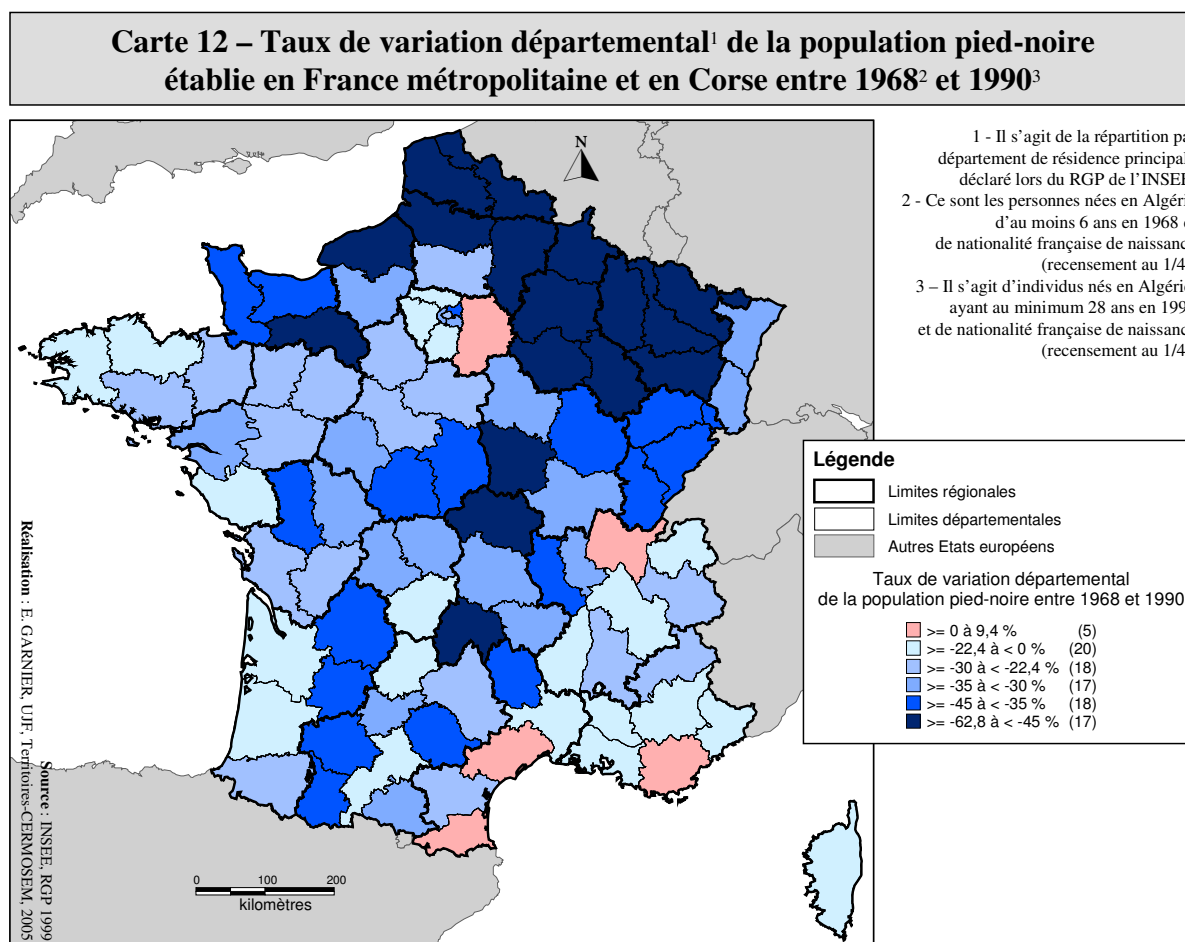 Carte 12 – Taux de variation départemental¹ de la population pied-noire
établie en France métropolitaine et en Corse entre 1968² et 1990³
1 - Il s’agit de la répartition pa
département de résidence principal
déclaré lors du RGP de l’INSEE
2 - Ce sont les personnes nées en Algéri
d’au moins 6 ans en 1968
de nationalité française de naissanc
(recensement au 1/4
3 – Il s’agit d’individus nés en Algérie
ayant au minimum 28 ans en 199
et de nationalité française de naissanc
(recensement au 1/4
N
Légende
Limites régionales
Limites départementales
Autres Etats européens
Taux de variation départemental
de la population pied-noire entre 1968 et 1990
>= 0 à 9,4 % (5)
>= -22,4 à < 0 % (20)
>= -30 à < -22,4 % (18)
>= -35 à < -30 % (17)
>= -45 à < -35 % (18)
>= -62,8 à < -45 % (17)
0 100 200
kilomètres
Réalisation : E. GARNIER, UJF, Territoires-CERMOSEM, 2005
Source : INSEE, RGP 1999